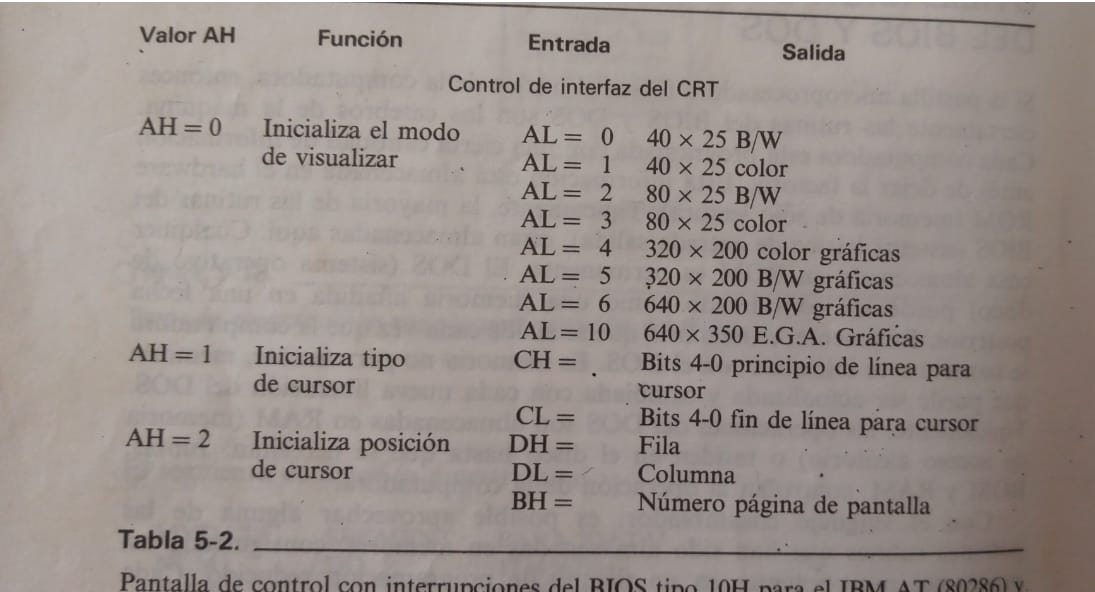 Valor AH Función Entrada Salida
Control de interfaz del CRT
AH = 0 Inicializa el modo AL = 0 40 × 25 B/W
de visualizar AL = 1 40 × 25 color
AL = 2 80 × 25 B/W
AL = 3 80 × 25 color
AL = 4 320 × 200 color gráficas
AL = 5 320 × 200 B/W gráficas
AL = 6 640 × 200 B/W gráficas
AL = 10 640 × 350 E.G.A. Gráficas
AH = 1 Inicializa tipo CH = Bits 4-0 principio de línea para
de cursor cursor
CL = Bits 4-0 fin de línea para cursor
AH = 2 Inicializa posición DH = Fila
de cursor DL = Columna
BH = Número página de pantalla
Tabla 5-2.
Pantalla de control con interrupciones del BIOS tipo 10H para el IBM AT (80286) y